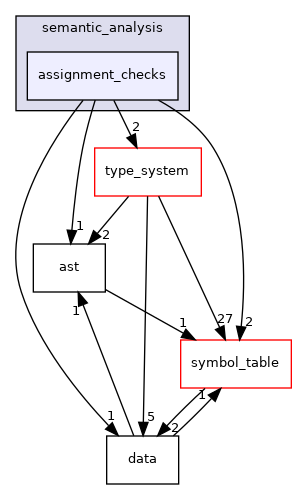 semantic_analysis
assignment_checks
2
type_system
1
2
ast
27
2
1
symbol_table
1
1
5
2
1
data